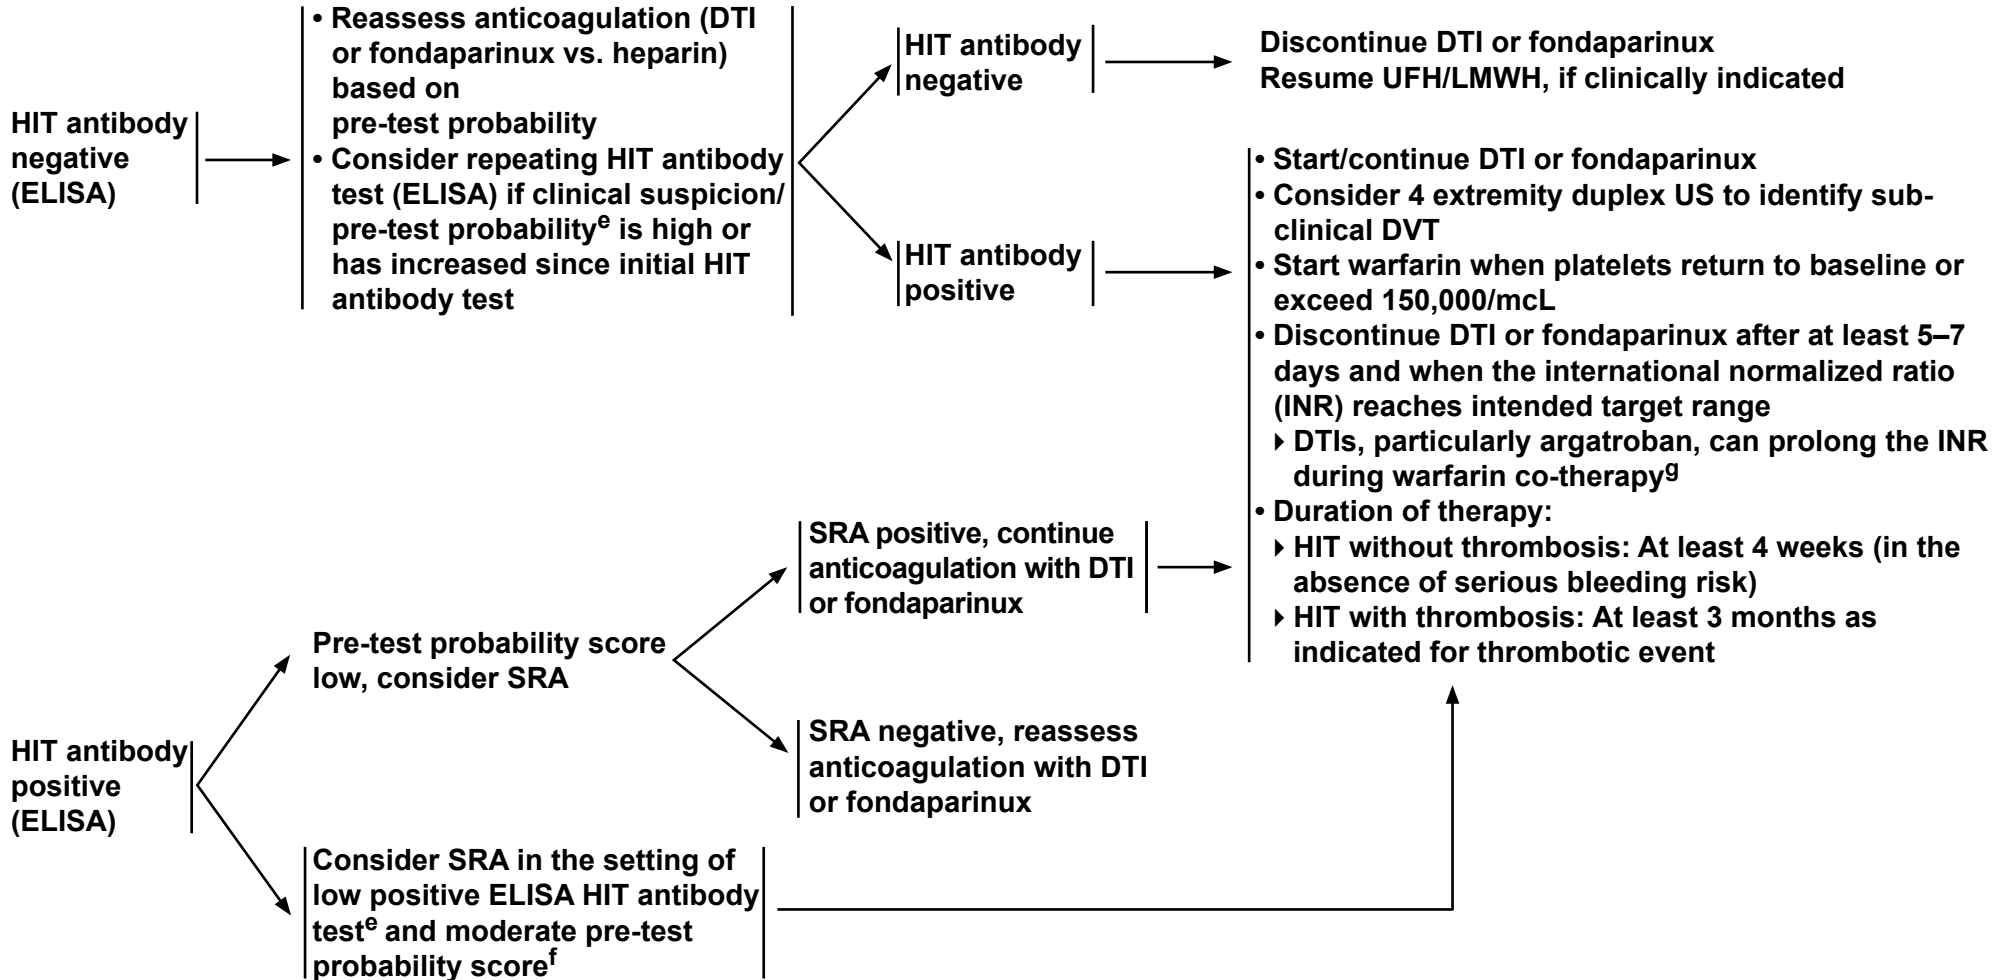 HIT antibody
negative
(ELISA)
• Reassess anticoagulation (DTI
or fondaparinux vs. heparin)
based on
pre-test probability
• Consider repeating HIT antibody
test (ELISA) if clinical suspicion/
pre-test probabilityᵉ is high or
has increased since initial HIT
antibody test
HIT antibody
negative
Discontinue DTI or fondaparinux
Resume UFH/LMWH, if clinically indicated
HIT antibody
positive
• Start/continue DTI or fondaparinux
• Consider 4 extremity duplex US to identify sub-
clinical DVT
• Start warfarin when platelets return to baseline or
exceed 150,000/mcL
• Discontinue DTI or fondaparinux after at least 5–7
days and when the international normalized ratio
(INR) reaches intended target range
▸ DTIs, particularly argatroban, can prolong the INR
during warfarin co-therapyᵍ
• Duration of therapy:
▸ HIT without thrombosis: At least 4 weeks (in the
absence of serious bleeding risk)
▸ HIT with thrombosis: At least 3 months as
indicated for thrombotic event
HIT antibody
positive
(ELISA)
Pre-test probability score
low, consider SRA
SRA positive, continue
anticoagulation with DTI
or fondaparinux
SRA negative, reassess
anticoagulation with DTI
or fondaparinux
Consider SRA in the setting of
low positive ELISA HIT antibody
testᵉ and moderate pre-test
probability scoreᶠ